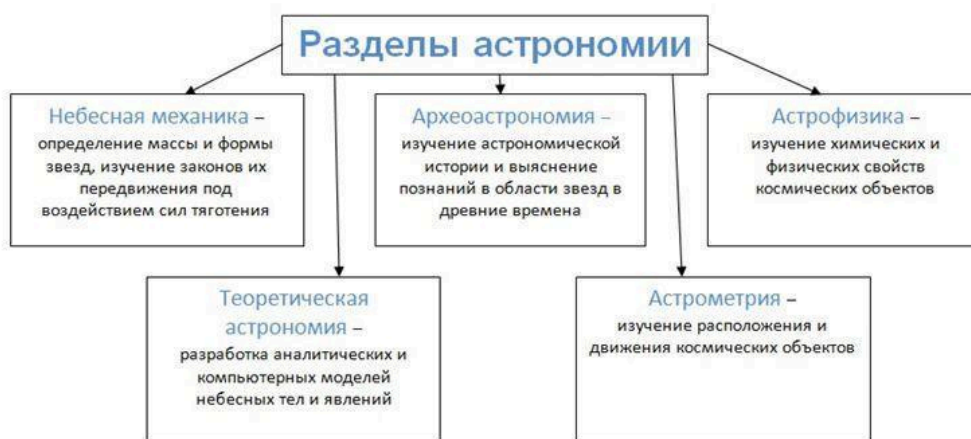 Разделы астрономии
Небесная механика –
определение массы и формы
звезд, изучение законов их
передвижения под
воздействием сил тяготения
Археоастрономия –
изучение астрономической
истории и выяснение
познаний в области звезд в
древние времена
Астрофизика –
изучение химических и
физических свойств
космических объектов
Теоретическая
астрономия –
разработка аналитических и
компьютерных моделей
небесных тел и явлений
Астрометрия –
изучение расположения и
движения космических объектов